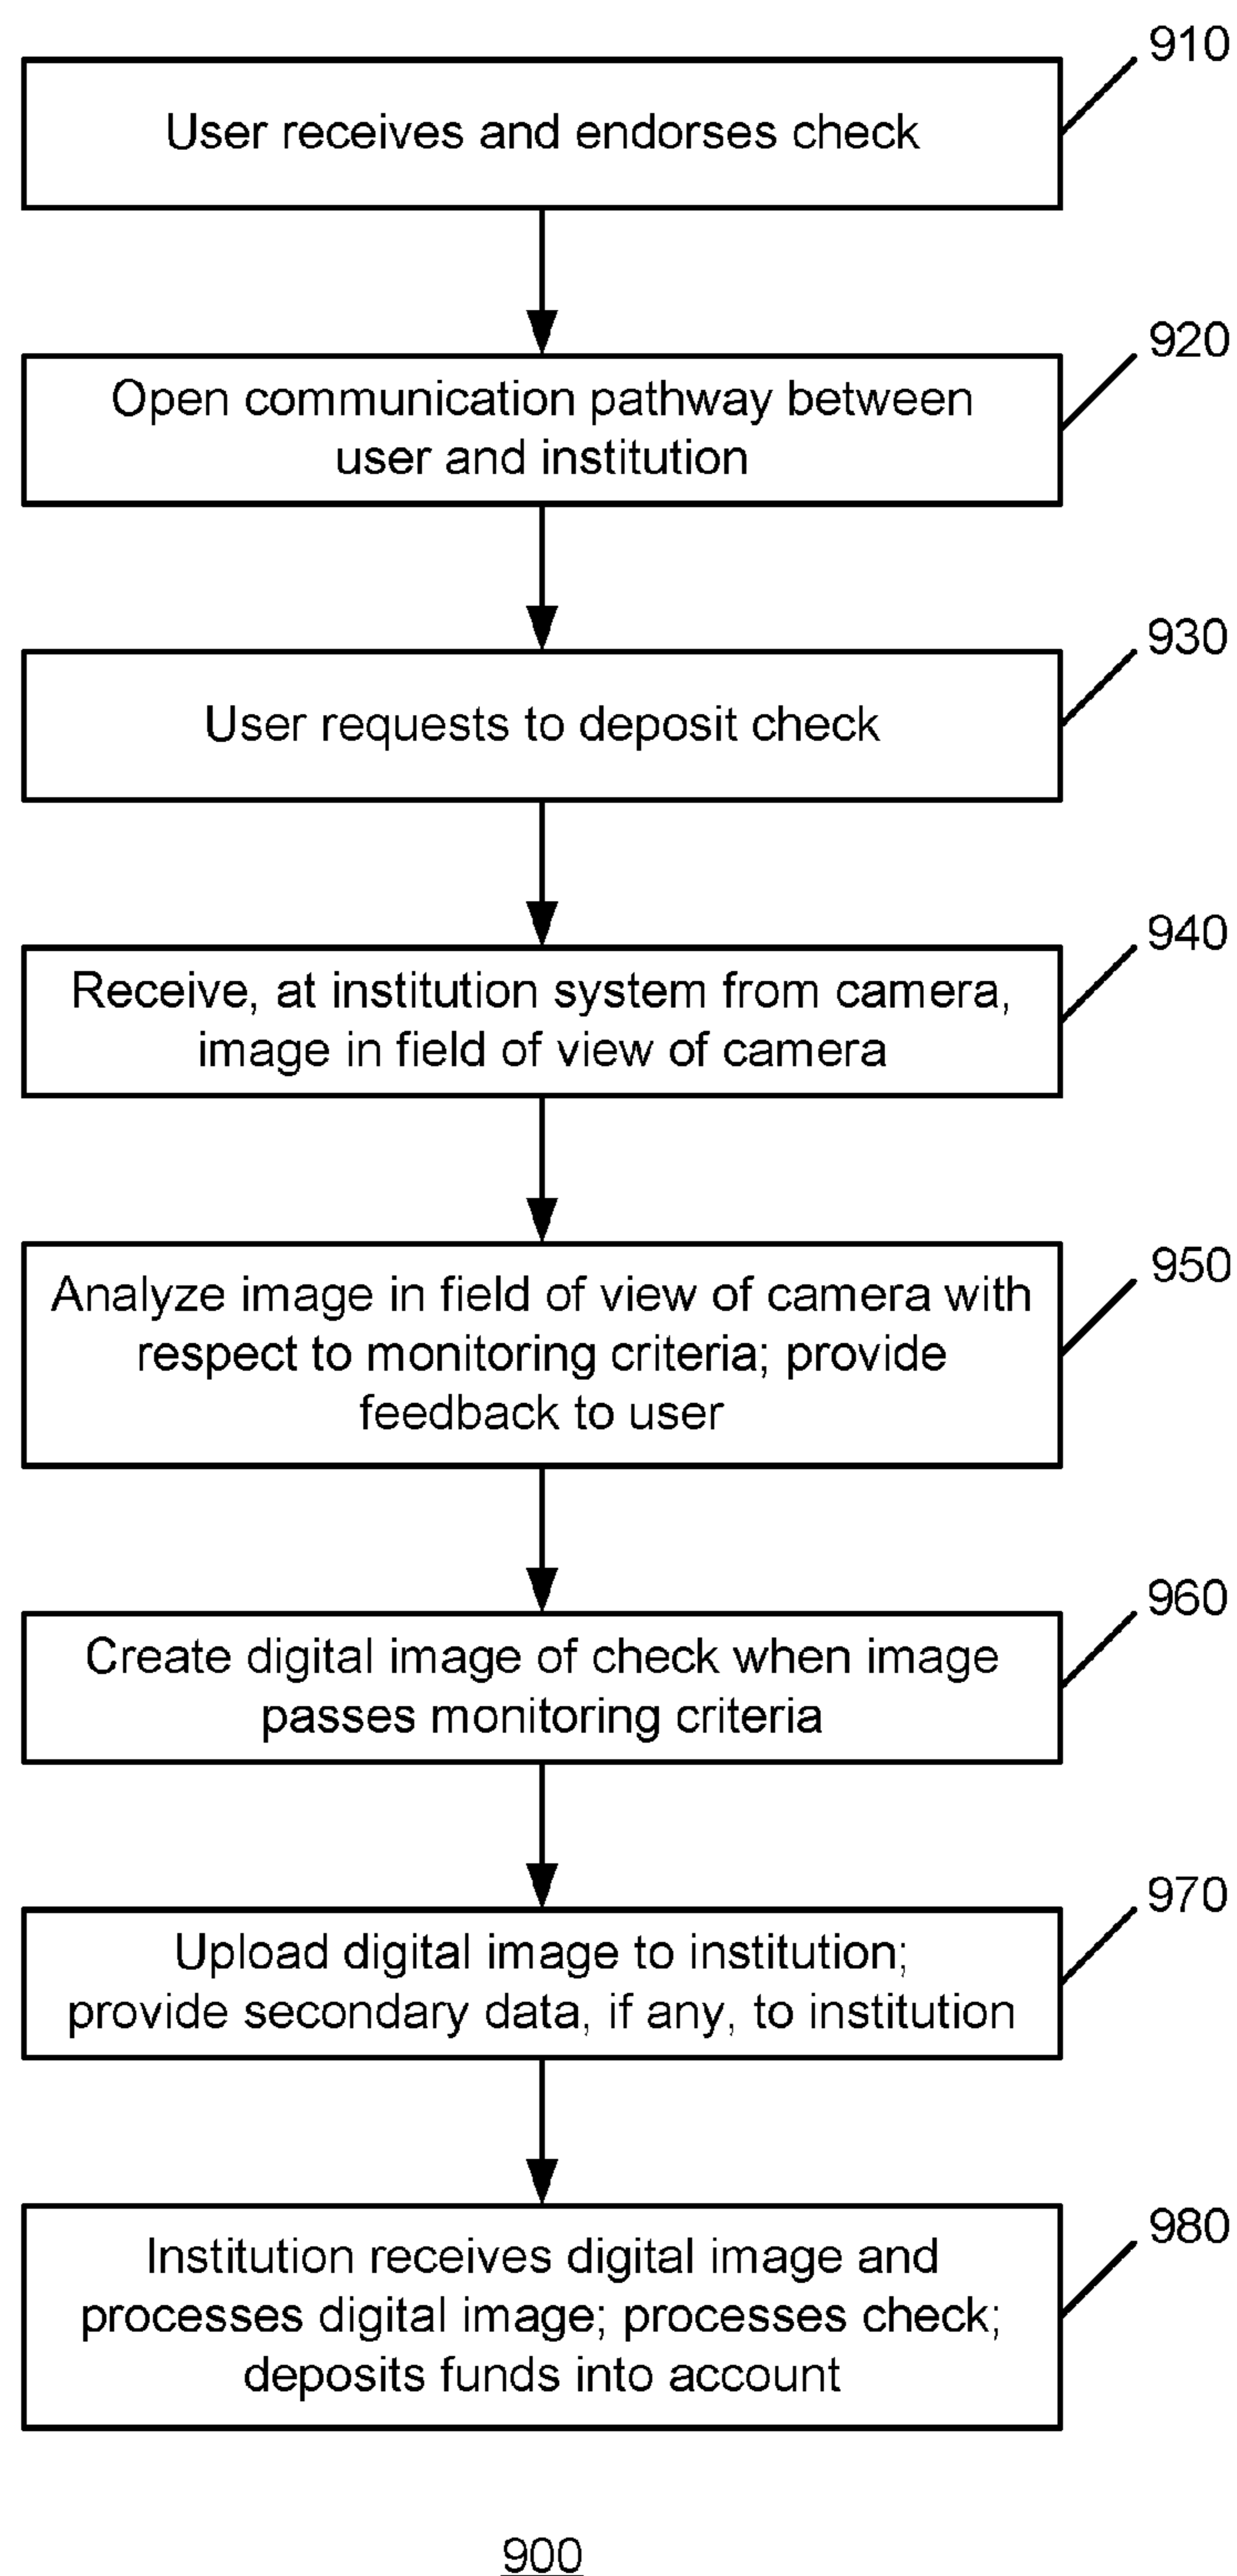 910
User receives and endorses check
920
Open communication pathway between
user and institution
930
User requests to deposit check
940
Receive, at institution system from camera,
image in field of view of camera
950
Analyze image in field of view of camera with
respect to monitoring criteria; provide
feedback to user
960
Create digital image of check when image
passes monitoring criteria
970
Upload digital image to institution;
provide secondary data, if any, to institution
980
Institution receives digital image and
processes digital image; processes check;
deposits funds into account
900